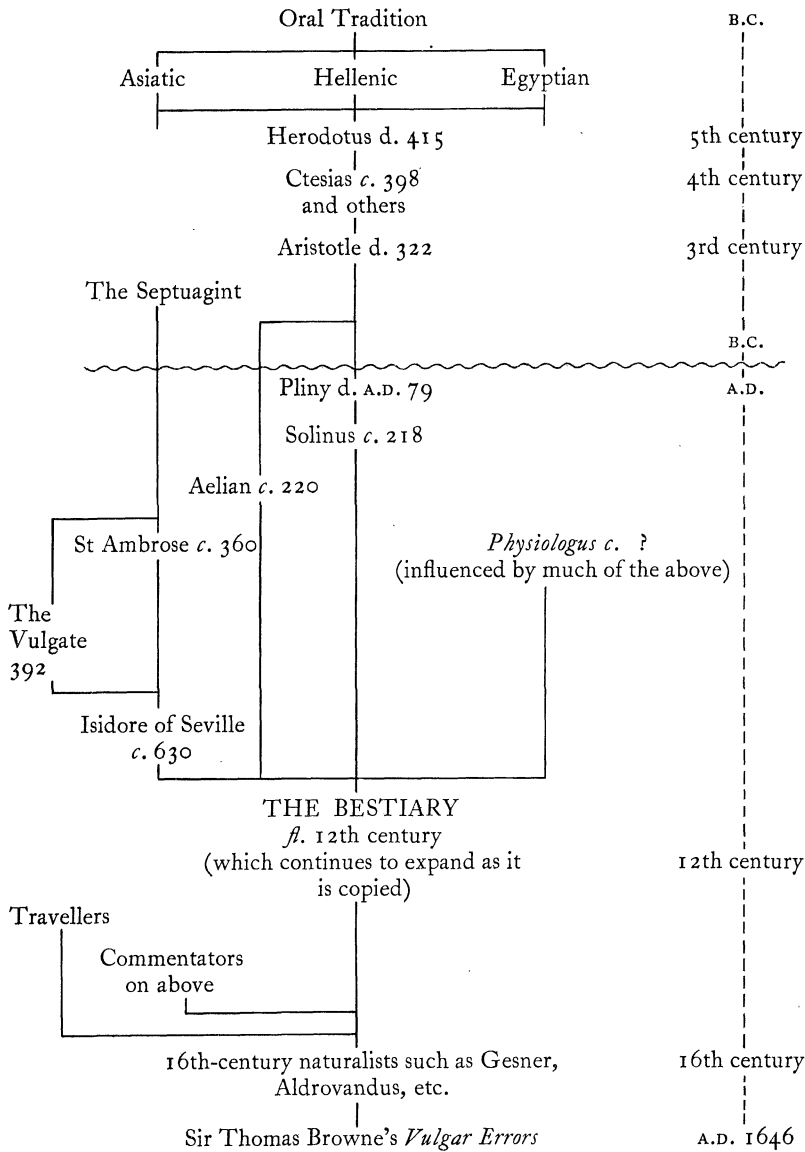 Oral Tradition
B.C.
Asiatic
Hellenic
Egyptian
Herodotus d. 415
5th century
Ctesias c. 398
and others
4th century
Aristotle d. 322
3rd century
The Septuagint
B.C.
Pliny d. A.D. 79
A.D.
Solinus c. 218
Aelian c. 220
St Ambrose c. 360
Physiologus c. ?
(influenced by much of the above)
The
Vulgate
392
Isidore of Seville
c. 630
THE BESTIARY
fl. 12th century
(which continues to expand as it
is copied)
12th century
Travellers
Commentators
on above
16th-century naturalists such as Gesner,
Aldrovandus, etc.
16th century
Sir Thomas Browne's Vulgar Errors
A.D. 1646